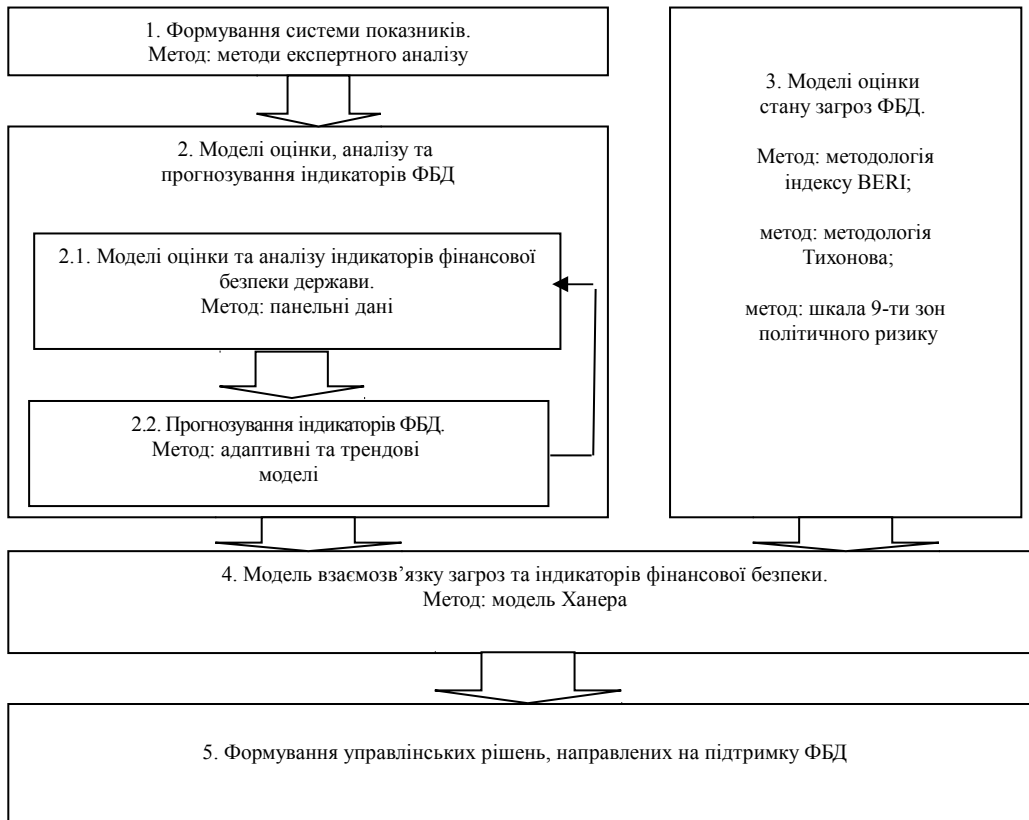 1. Формування системи показників.
Метод: методи експертного аналізу
2. Моделі оцінки, аналізу та
прогнозування індикаторів ФБД
2.1. Моделі оцінки та аналізу індикаторів фінансової
безпеки держави.
Метод: панельні дані
2.2. Прогнозування індикаторів ФБД.
Метод: адаптивні та трендові
моделі
3. Моделі оцінки
стану загроз ФБД.
Метод: методологія
індексу BERI;
метод: методологія
Тихонова;
метод: шкала 9-ти зон
політичного ризику
4. Модель взаємозв’язку загроз та індикаторів фінансової безпеки.
Метод: модель Ханера
5. Формування управлінських рішень, направлених на підтримку ФБД